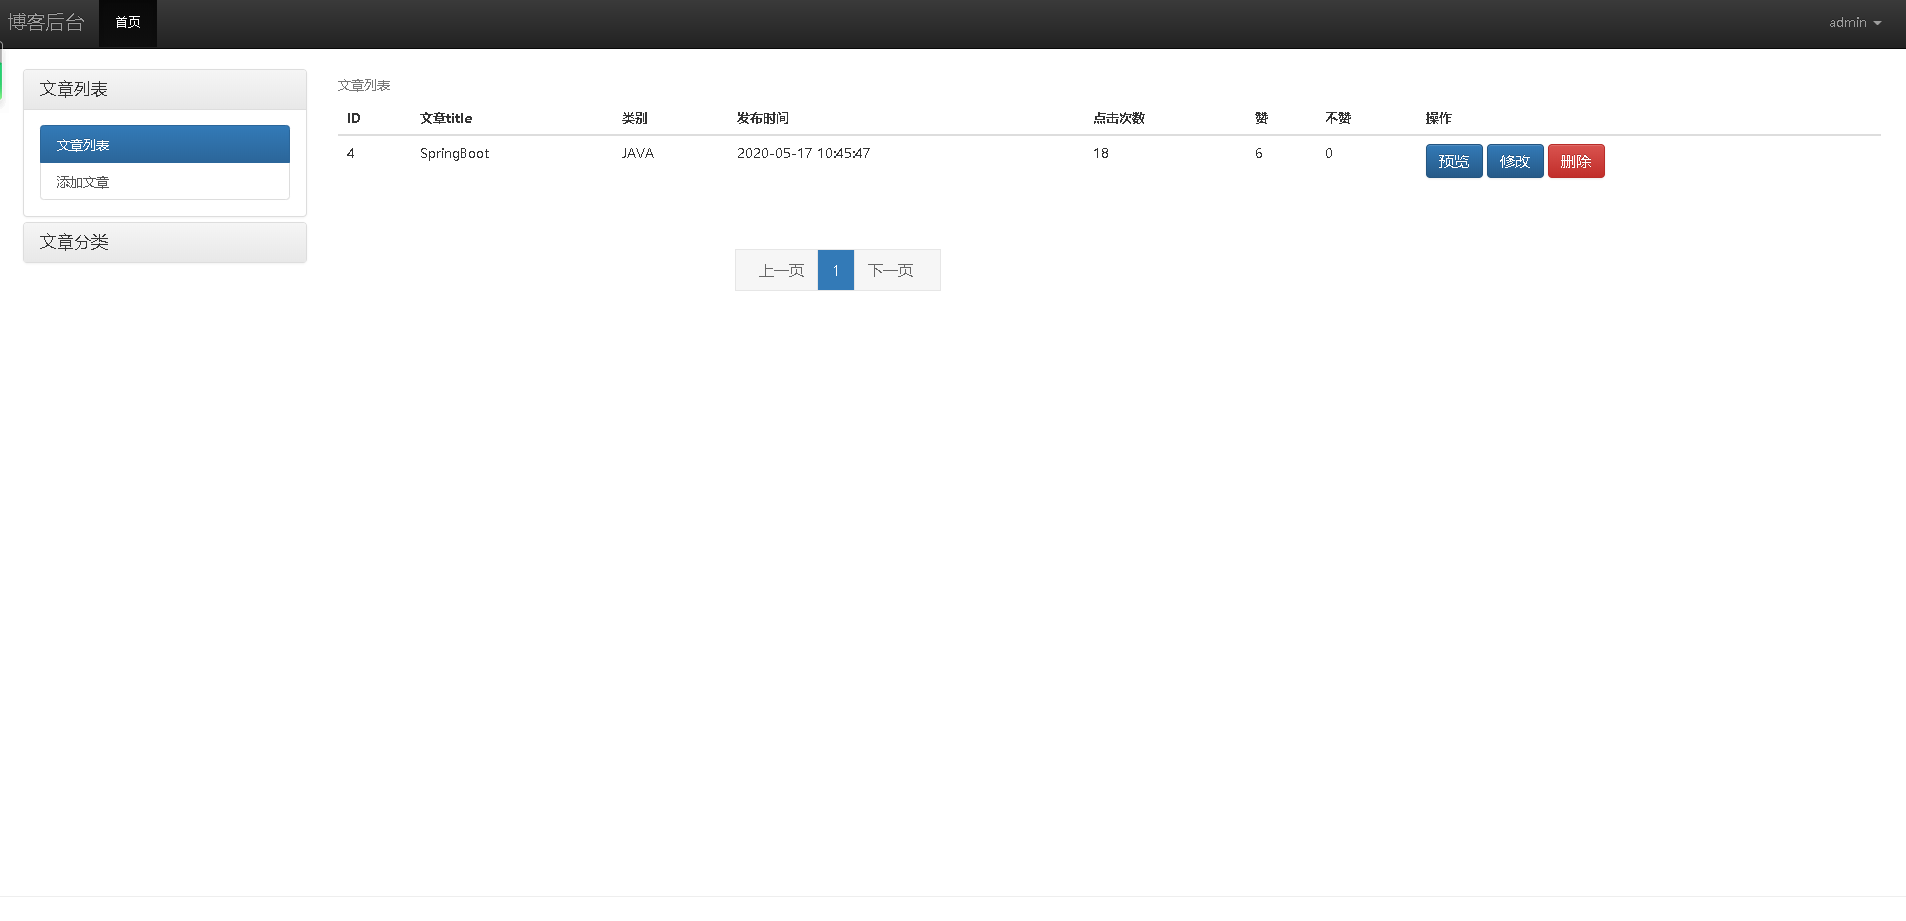 博客后台 首页 admin
文章列表
文章列表
添加文章
文章分类
文章列表
ID 文章title 类别 发布时间 点击次数 赞 不赞 操作
4 SpringBoot JAVA 2020-05-17 10:45:47 18 6 0 预览 修改 删除
上一页 1 下一页